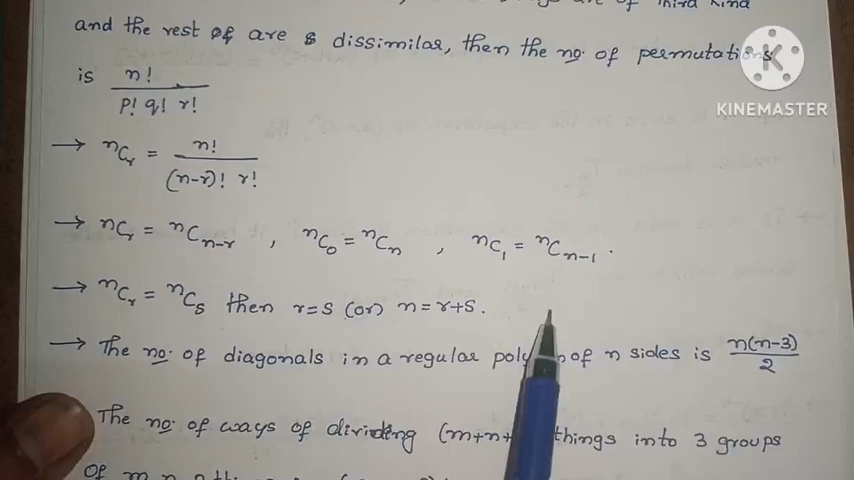 and the rest of are s dissimilar, then the no. of permutations
is n! / p! q! r!
KINEMASTER
→ nCr = n! / (n-r)! r!
→ nCr = nCn-r , nC0 = nCn , nC1 = nCn-1 .
→ nCr = nCs then r=s (or) n=r+s.
→ The no. of diagonals in a regular of n sides is n(n-3) / 2
The no. of ways of dividing (m+n+ things into 3 groups
of m n